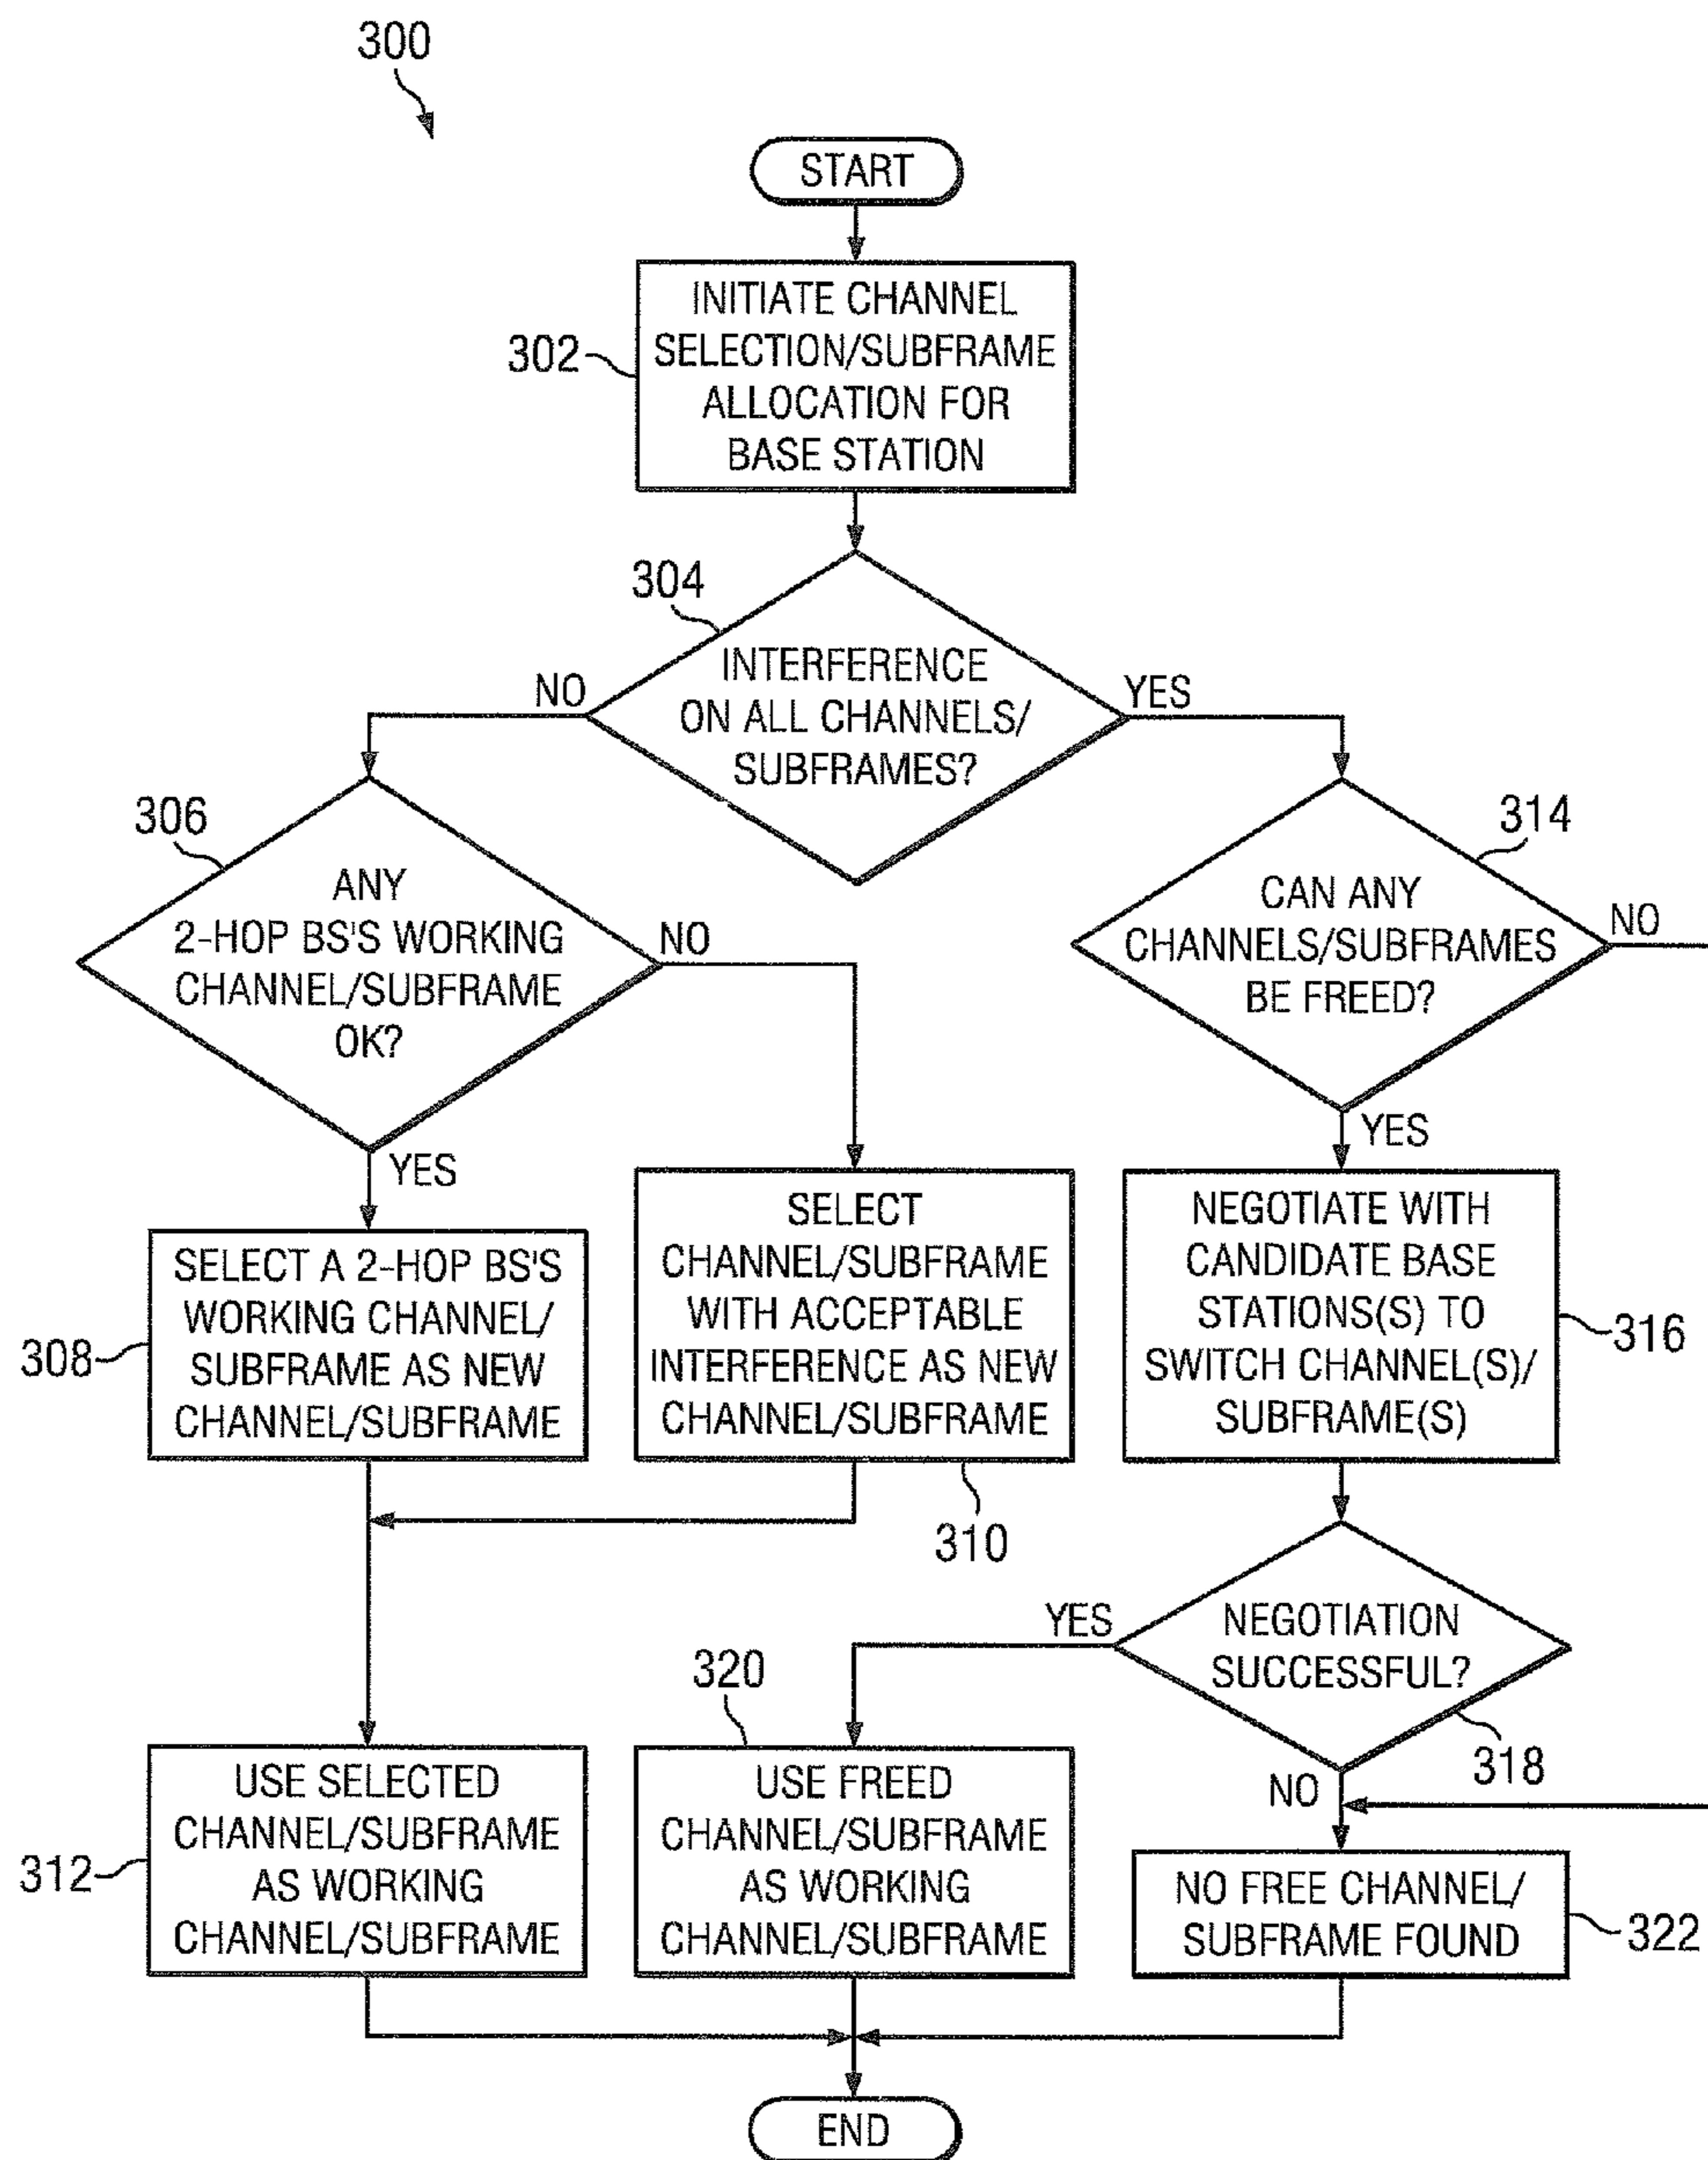 300
START
302
INITIATE CHANNEL
SELECTION/SUBFRAME
ALLOCATION FOR
BASE STATION
304
INTERFERENCE
ON ALL CHANNELS/
SUBFRAMES?
NO
YES
306
ANY
2-HOP BS'S WORKING
CHANNEL/SUBFRAME
OK?
NO
YES
314
CAN ANY
CHANNELS/SUBFRAMES
BE FREED?
NO
YES
308
SELECT A 2-HOP BS'S
WORKING CHANNEL/
SUBFRAME AS NEW
CHANNEL/SUBFRAME
SELECT
CHANNEL/SUBFRAME
WITH ACCEPTABLE
INTERFERENCE AS NEW
CHANNEL/SUBFRAME
310
NEGOTIATE WITH
CANDIDATE BASE
STATIONS(S) TO
SWITCH CHANNEL(S)/
SUBFRAME(S)
316
NEGOTIATION
SUCCESSFUL?
YES
NO
318
312
USE SELECTED
CHANNEL/SUBFRAME
AS WORKING
CHANNEL/SUBFRAME
320
USE FREED
CHANNEL/SUBFRAME
AS WORKING
CHANNEL/SUBFRAME
NO FREE CHANNEL/
SUBFRAME FOUND
322
END